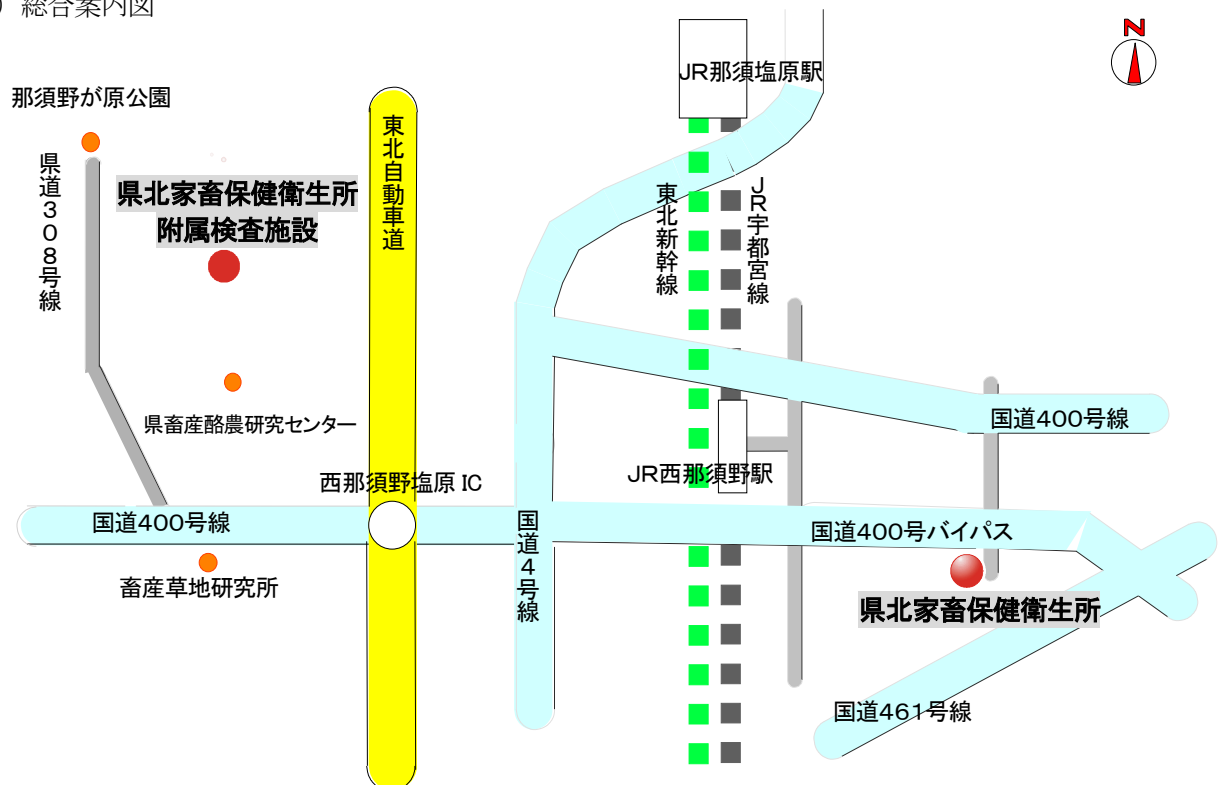 ) 総合案内図
N
JR那須塩原駅
那須野が原公園
東北自動車道
県道308号線
県北家畜保健衛生所
附属検査施設
東北新幹線
JR宇都宮線
国道400号線
県畜産酪農研究センター
JR西那須野駅
西那須野塩原 IC
国道400号線
国道4号線
国道400号バイパス
畜産草地研究所
県北家畜保健衛生所
国道461号線